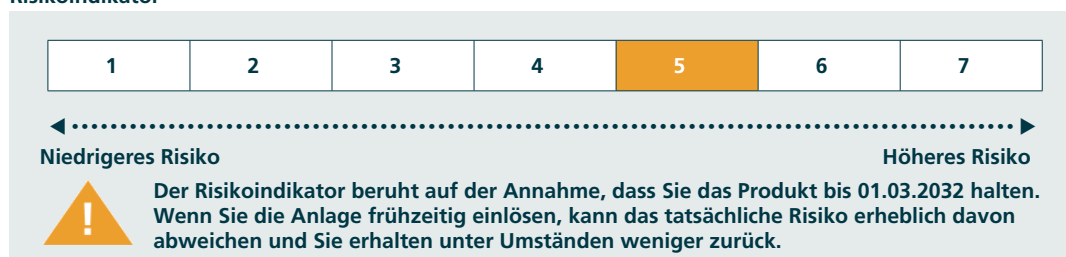 Risikoindikator
1 2 3 4 5 6 7
Niedrigeres Risiko Höheres Risiko
Der Risikoindikator beruht auf der Annahme, dass Sie das Produkt bis 01.03.2032 halten.
Wenn Sie die Anlage frühzeitig einlösen, kann das tatsächliche Risiko erheblich davon
abweichen und Sie erhalten unter Umständen weniger zurück.
!